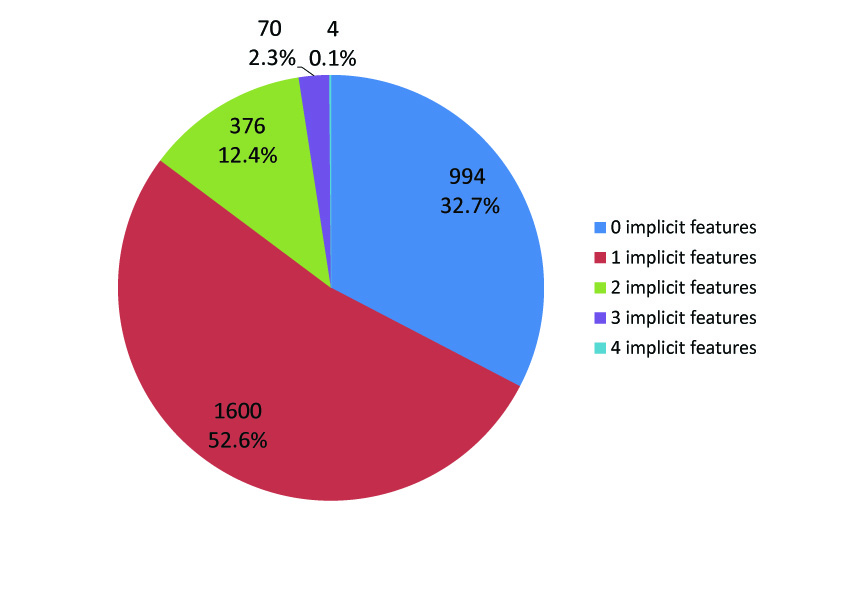 70
2.3%
4
0.1%
376
12.4%
994
32.7%
1600
52.6%
0 implicit features
1 implicit features
2 implicit features
3 implicit features
4 implicit features